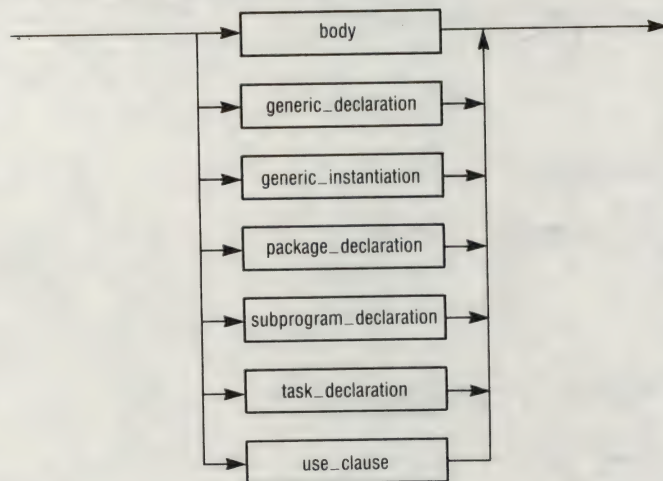 body
generic_declaration
generic_instantiation
package_declaration
subprogram_declaration
task_declaration
use_clause